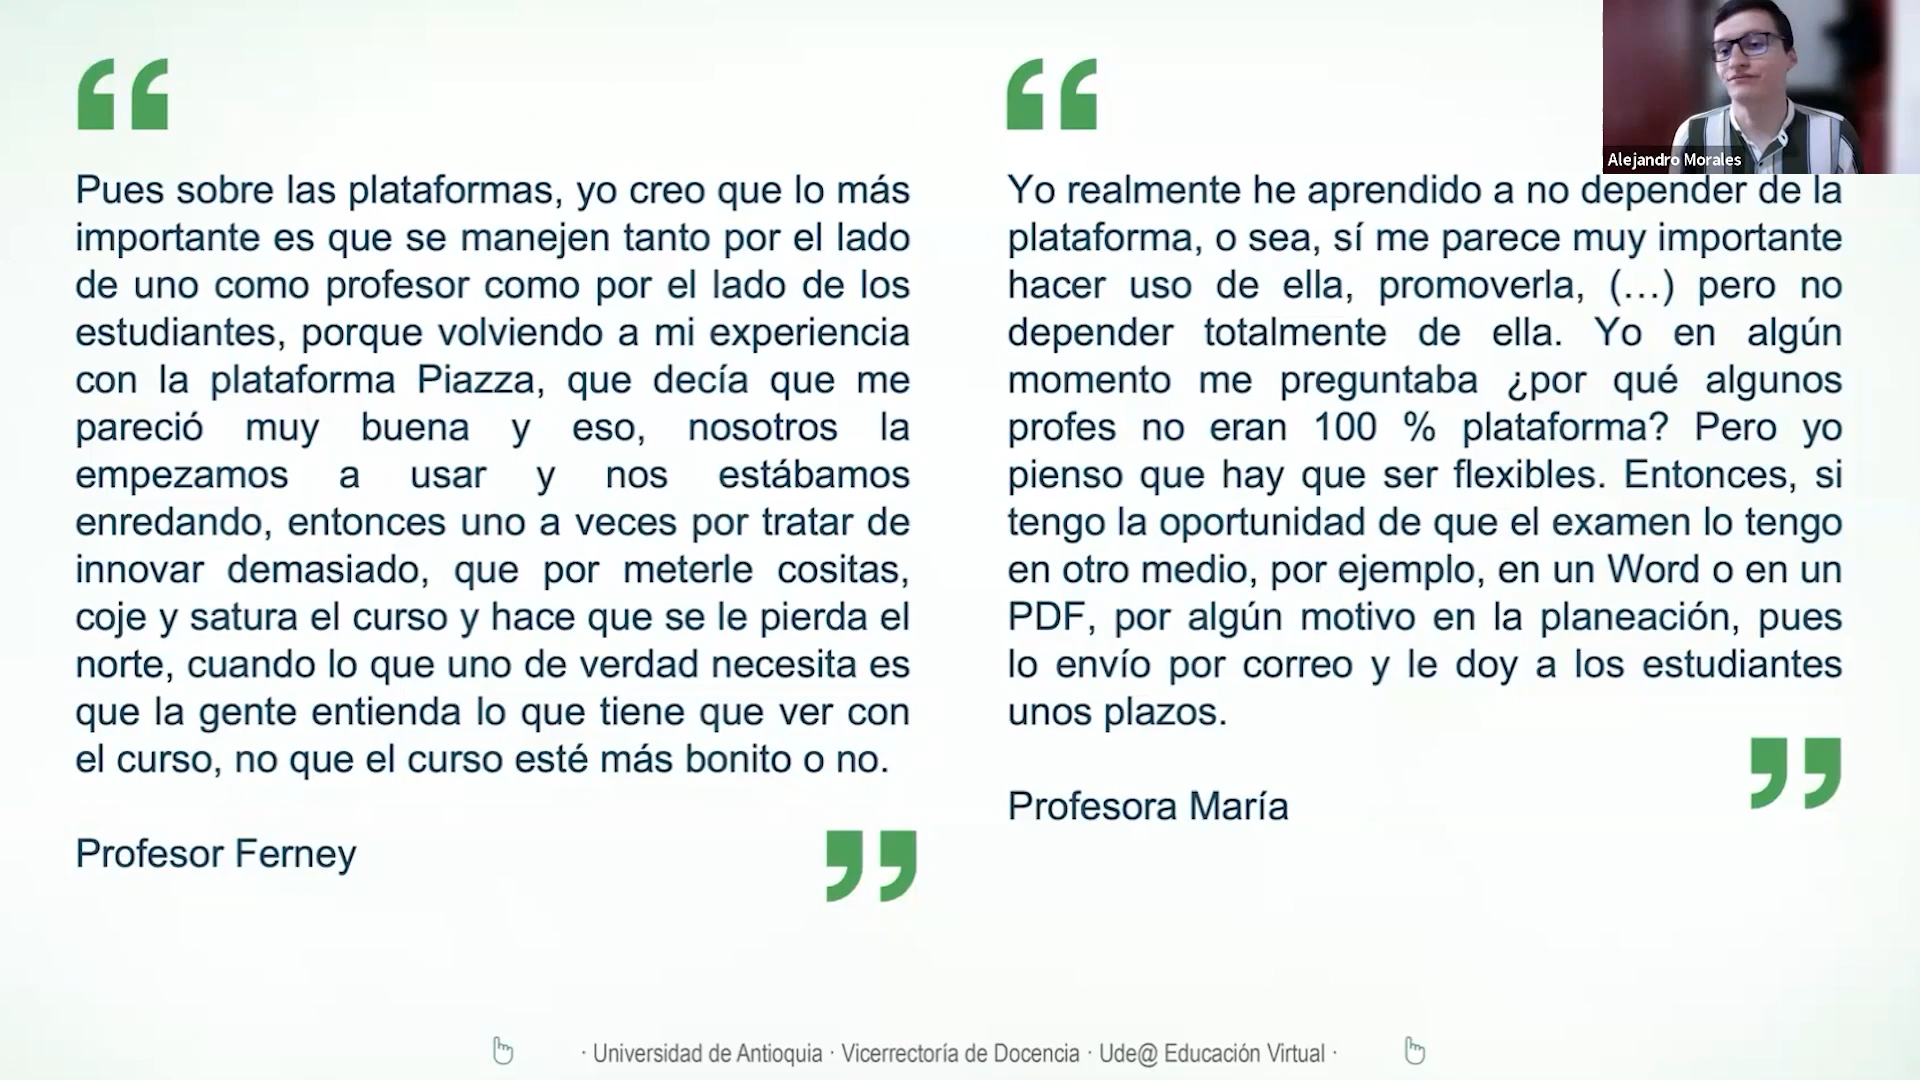 Pues sobre las plataformas, yo creo que lo más
importante es que se manejen tanto por el lado
de uno como profesor como por el lado de los
estudiantes, porque volviendo a mi experiencia
con la plataforma Piazza, que decía que me
pareció muy buena y eso, nosotros la
empezamos a usar y nos estábamos
enredando, entonces uno a veces por tratar de
innovar demasiado, que por meterle cositas,
coje y satura el curso y hace que se le pierda el
norte, cuando lo que uno de verdad necesita es
que la gente entienda lo que tiene que ver con
el curso, no que el curso esté más bonito o no.
Profesor Ferney
Yo realmente he aprendido a no depender de la
plataforma, o sea, sí me parece muy importante
hacer uso de ella, promoverla, (…) pero no
depender totalmente de ella. Yo en algún
momento me preguntaba ¿por qué algunos
profes no eran 100 % plataforma? Pero yo
pienso que hay que ser flexibles. Entonces, si
tengo la oportunidad de que el examen lo tengo
en otro medio, por ejemplo, en un Word o en un
PDF, por algún motivo en la planeación, pues
lo envío por correo y le doy a los estudiantes
unos plazos.
Profesora María
Alejandro Morales
· Universidad de Antioquia · Vicerrectoría de Docencia · Ude@ Educación Virtual ·